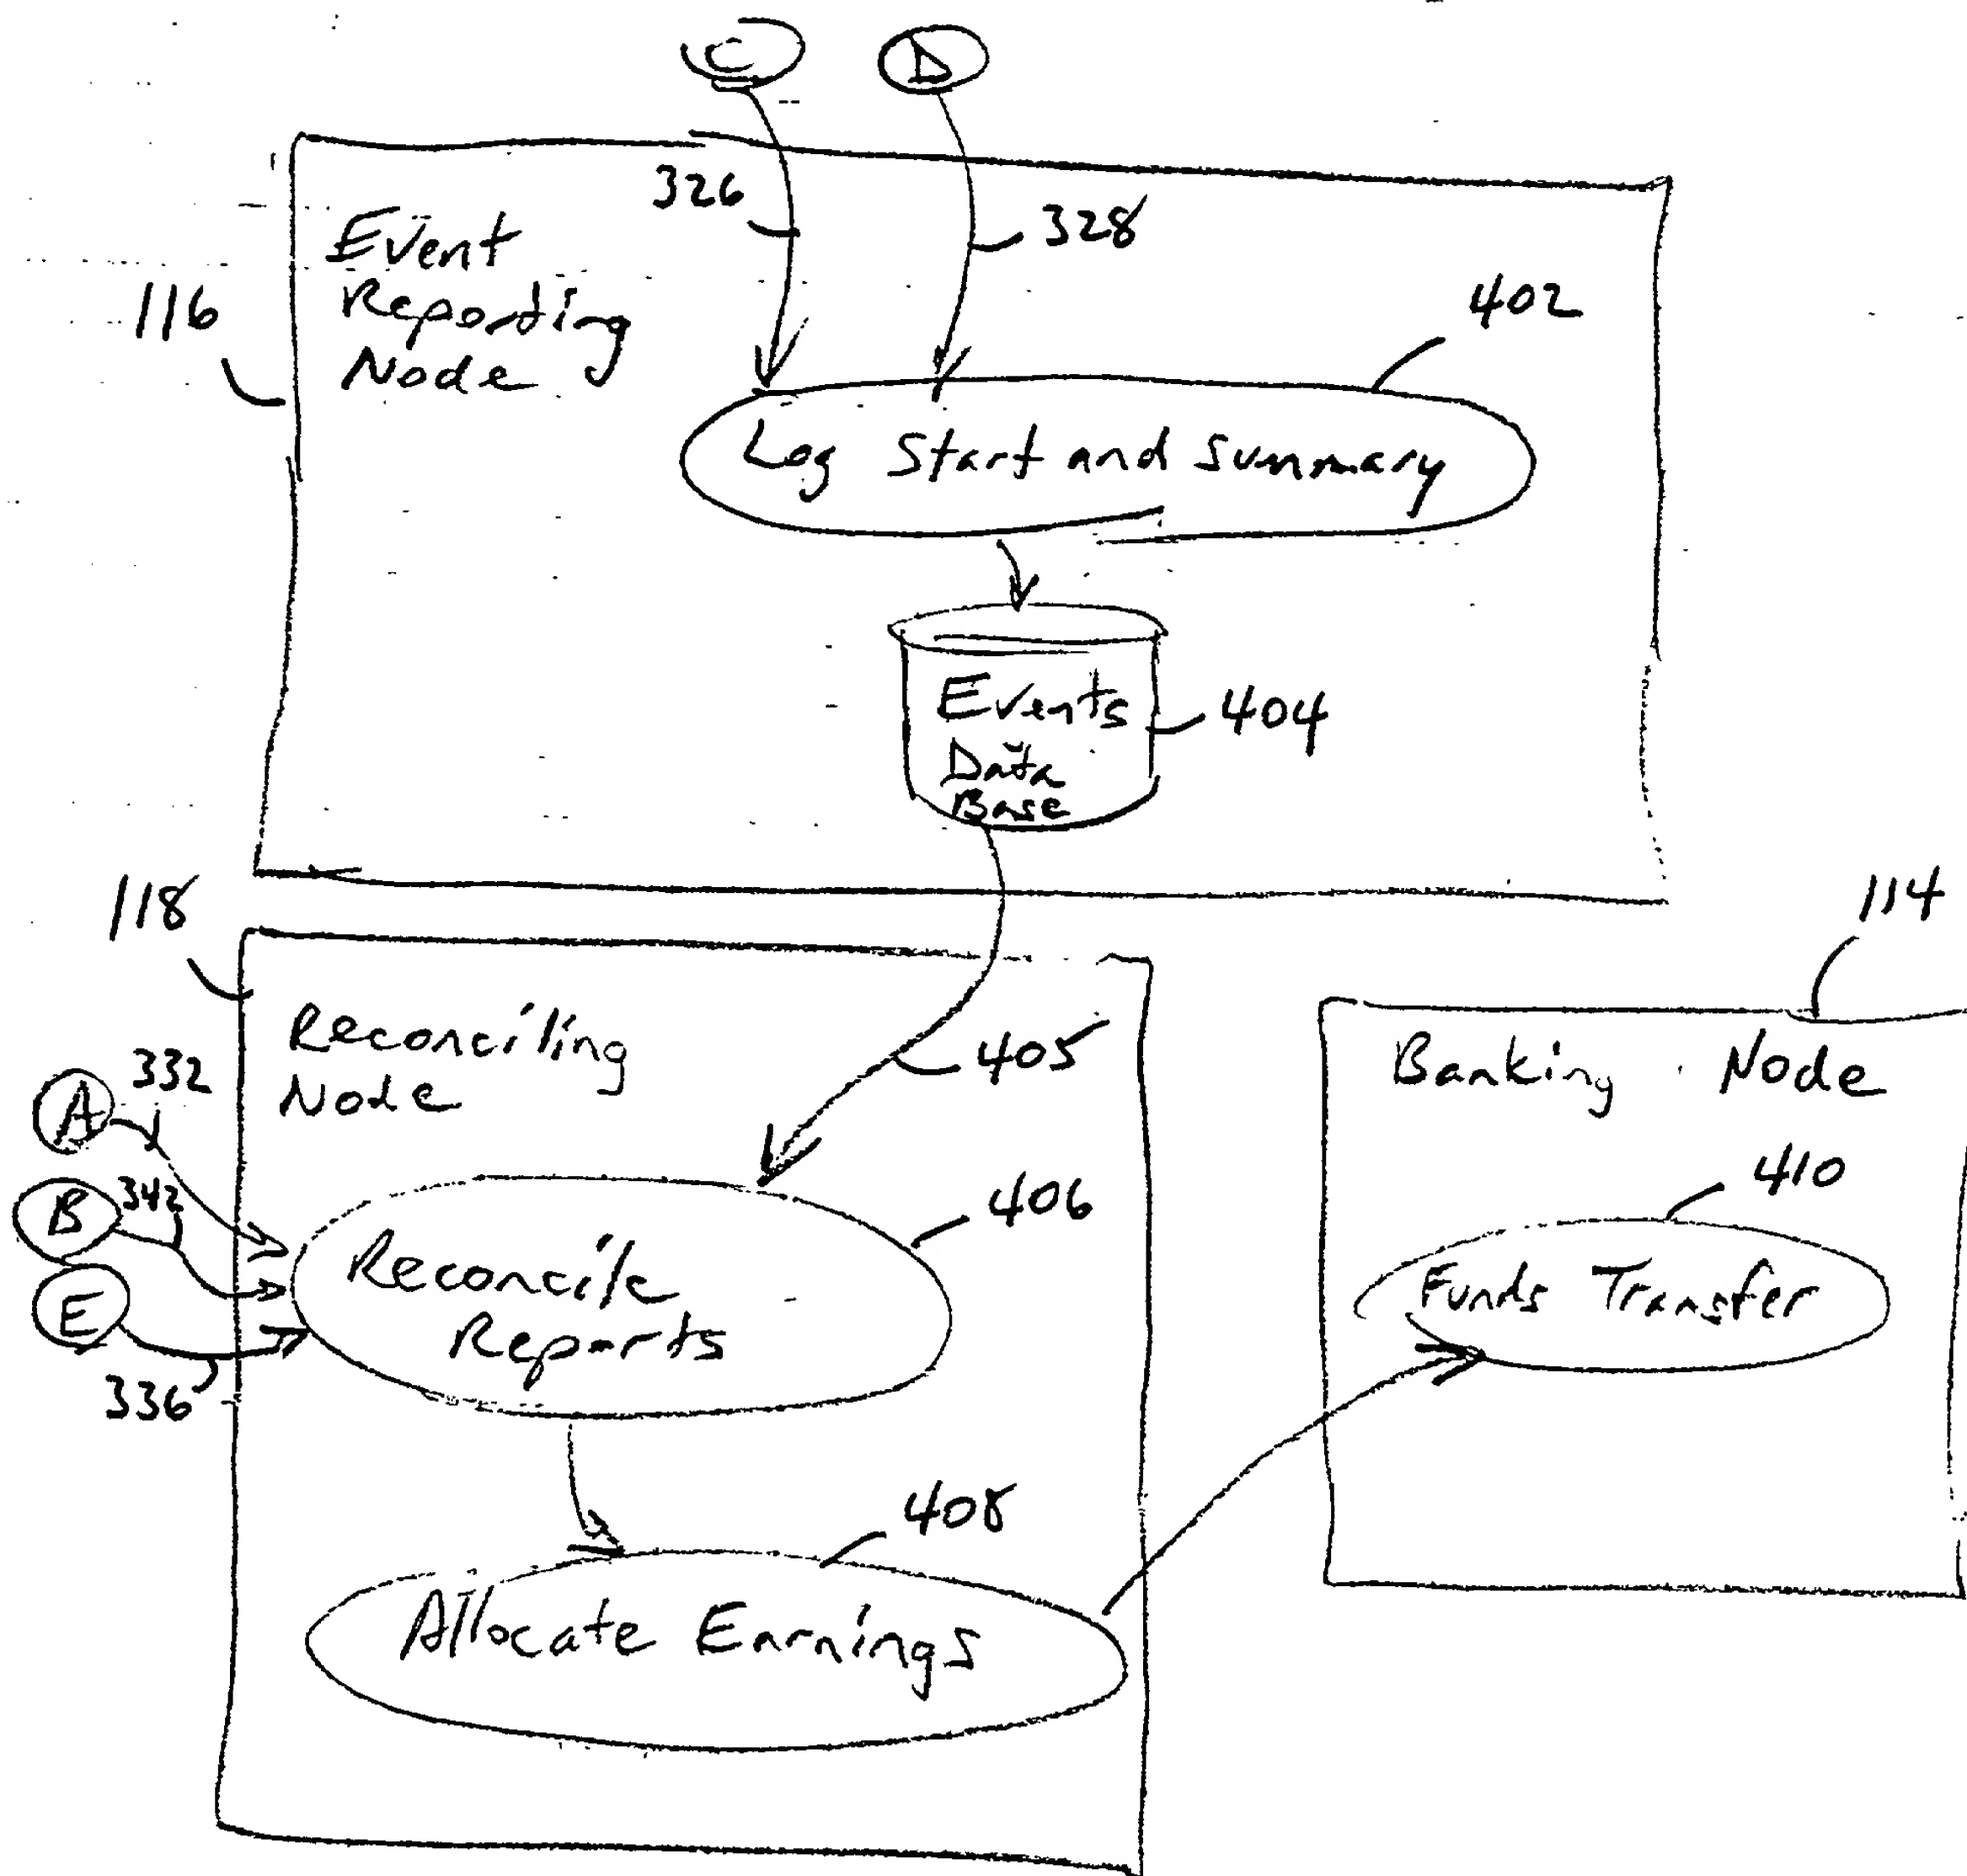 C
D
326
328
Event
Reporting
Node
116
402
Log Start and Summary
Events
Data
Base
404
118
114
Reconciling
Node
405
Banking Node
332
A
B
342
E
336
406
Reconcile
Reports
410
Funds Transfer
408
Allocate Earnings